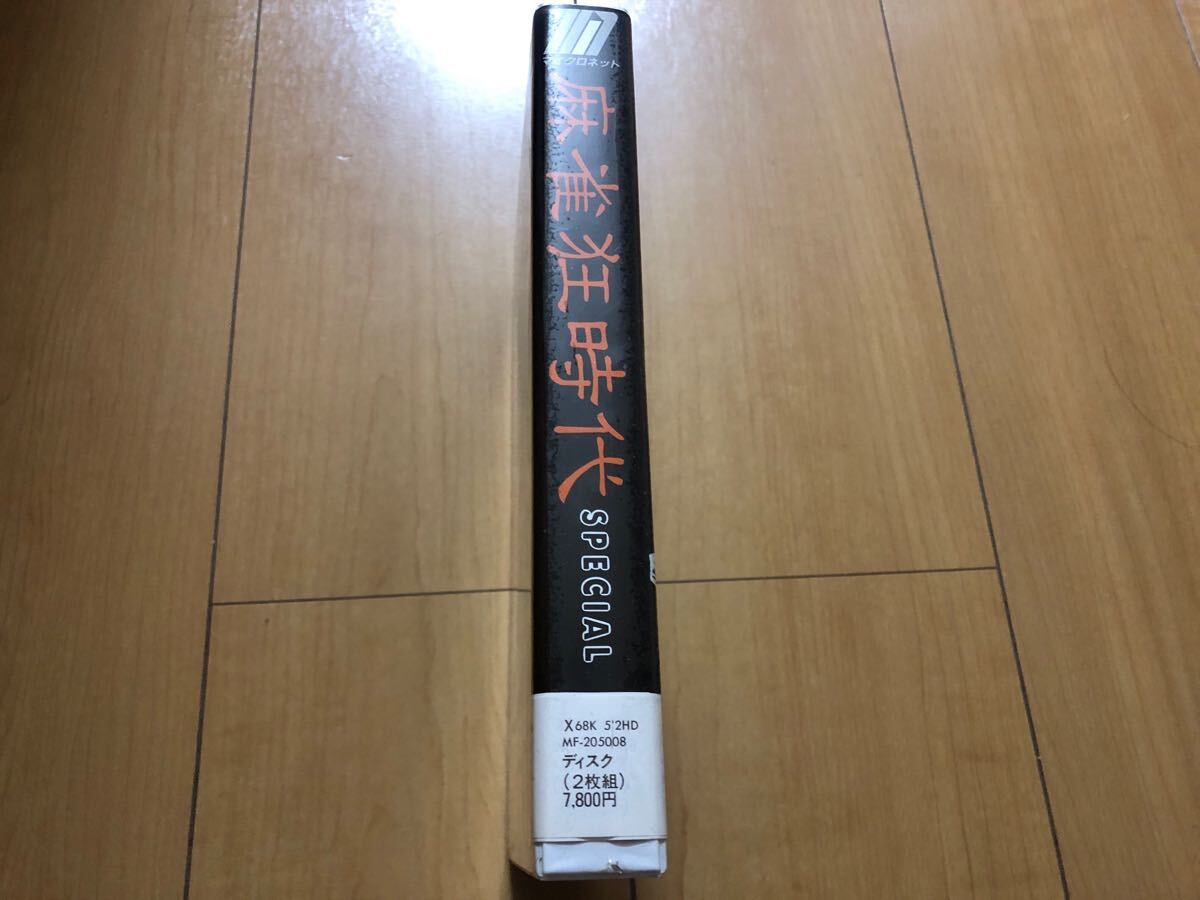 マイクロネット
麻雀狂時代
SPECIAL
X68K 5'2HD
MF-205008
ディスク
(2枚組)
7,800円